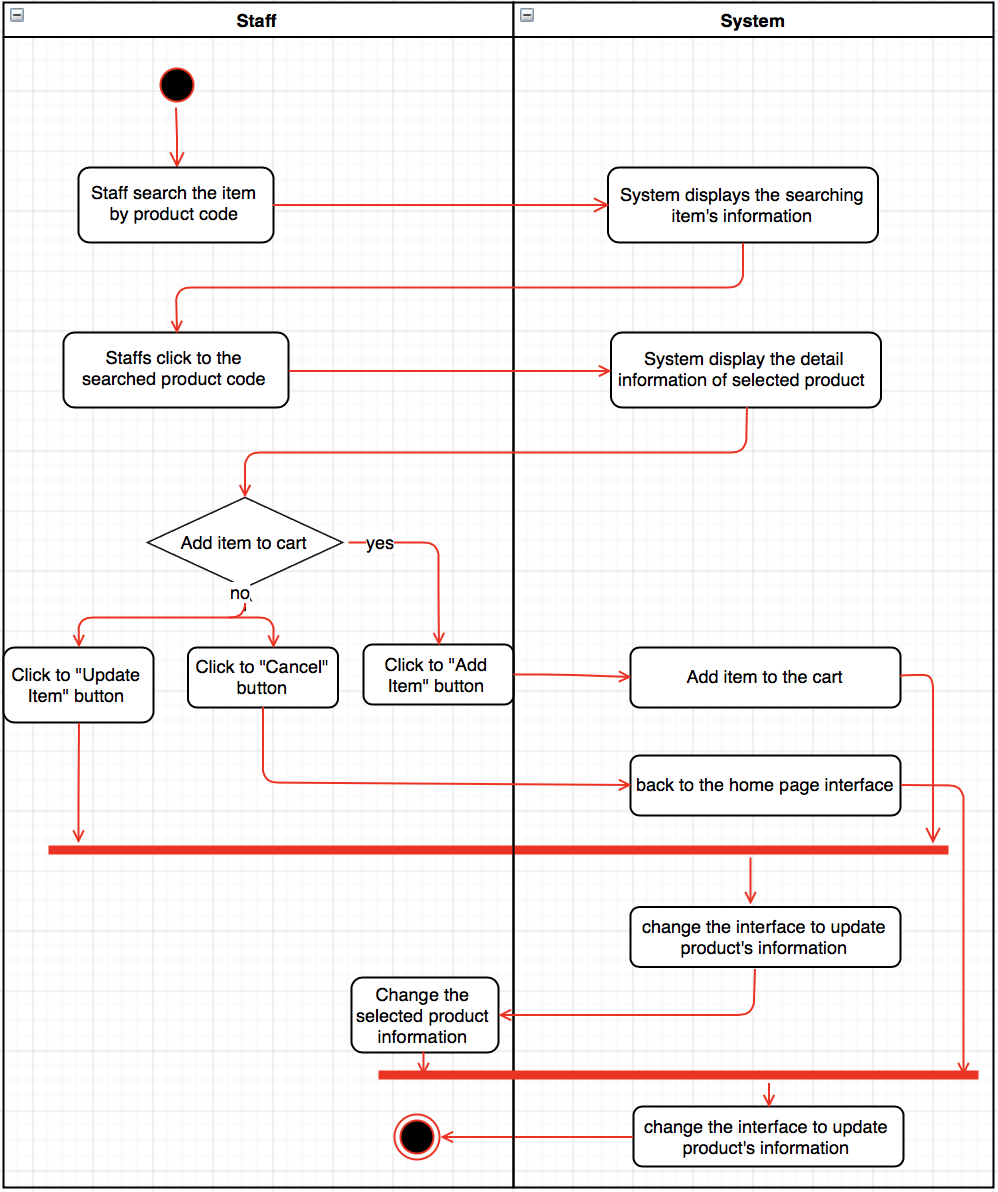 Staff
System
Staff search the item
by product code
System displays the searching
item's information
Staffs click to the
searched product code
System display the detail
information of selected product
Add item to cart
yes
no
Click to "Update
Item" button
Click to "Cancel"
button
Click to "Add
Item" button
Add item to the cart
back to the home page interface
change the interface to update
product's information
Change the
selected product
information
change the interface to update
product's information